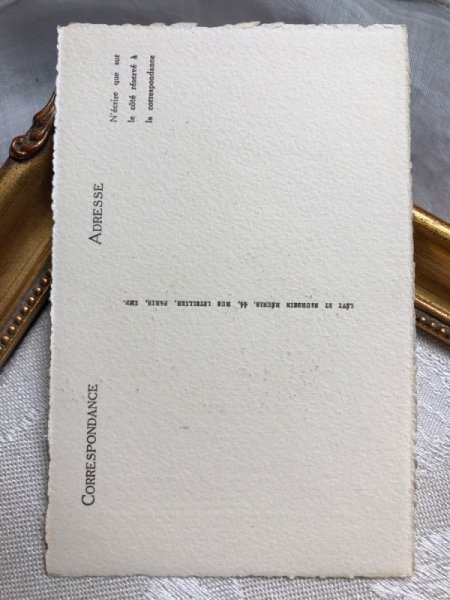 CORRESPONDANCE
ADRESSE
N'écrire que sur
le côté réservé à
la correspondance
LÉVY ET NEURDEIN RÉUNIS, 44, RUE LETELLIER, PARIS, IMP.